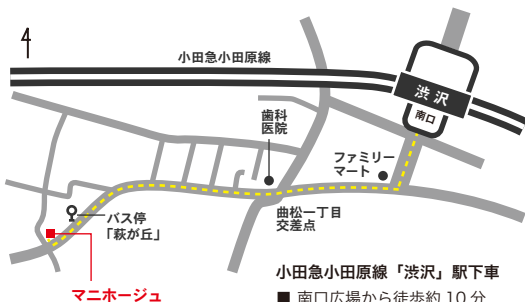 小田急小田原線
渋沢
南口
歯科
医院
ファミリー
マート
曲松一丁目
交差点
バス停
「萩が丘」
マニホージュ
小田急小田原線「渋沢」駅下車
■ 南口広場から徒歩約 10 分